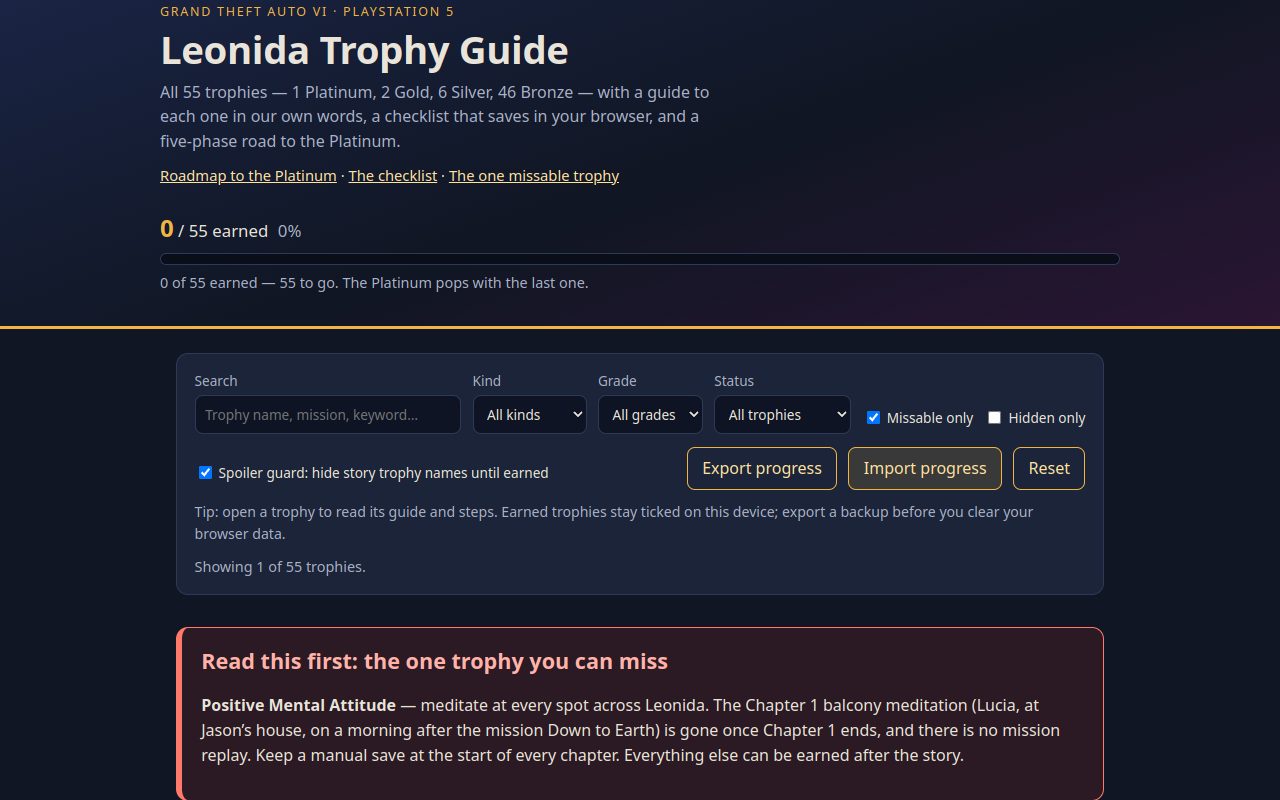 GRAND THEFT AUTO VI · PLAYSTATION 5
Leonida Trophy Guide
All 55 trophies — 1 Platinum, 2 Gold, 6 Silver, 46 Bronze — with a guide to
each one in our own words, a checklist that saves in your browser, and a
five-phase road to the Platinum.
Roadmap to the Platinum · The checklist · The one missable trophy
0 / 55 earned 0%
0 of 55 earned — 55 to go. The Platinum pops with the last one.
Search Kind Grade Status
Trophy name, mission, keyword… All kinds All grades All trophies Missable only Hidden only
Spoiler guard: hide story trophy names until earned Export progress Import progress Reset
Tip: open a trophy to read its guide and steps. Earned trophies stay ticked on this device; export a backup before you clear your
browser data.
Showing 1 of 55 trophies.
Read this first: the one trophy you can miss
Positive Mental Attitude — meditate at every spot across Leonida. The Chapter 1 balcony meditation (Lucia, at
Jason’s house, on a morning after the mission Down to Earth) is gone once Chapter 1 ends, and there is no mission
replay. Keep a manual save at the start of every chapter. Everything else can be earned after the story.